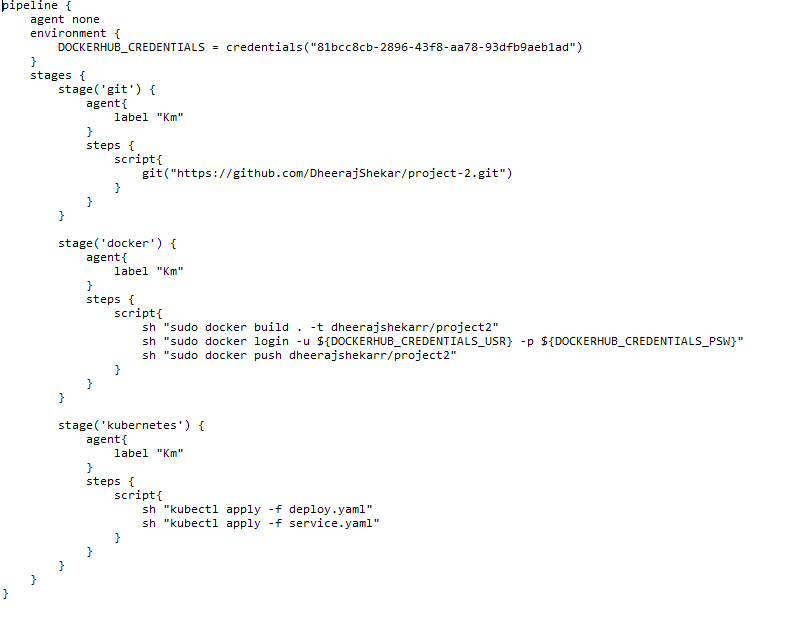 pipeline {
    agent none
    environment {
        DOCKERHUB_CREDENTIALS = credentials("81bcc8cb-2896-43f8-aa78-93dfb9aeb1ad")
    }
    stages {
        stage('git') {
            agent{
                label "Km"
            }
            steps {
                script{
                    git("https://github.com/DheerajShekar/project-2.git")
                }
            }
        }

        stage('docker') {
            agent{
                label "Km"
            }
            steps {
                script{
                    sh "sudo docker build . -t dheerajshekarr/project2"
                    sh "sudo docker login -u ${DOCKERHUB_CREDENTIALS_USR} -p ${DOCKERHUB_CREDENTIALS_PSW}"
                    sh "sudo docker push dheerajshekarr/project2"
                }
            }
        }

        stage('kubernetes') {
            agent{
                label "Km"
            }
            steps {
                script{
                    sh "kubectl apply -f deploy.yaml"
                    sh "kubectl apply -f service.yaml"
                }
            }
        }
    }
}